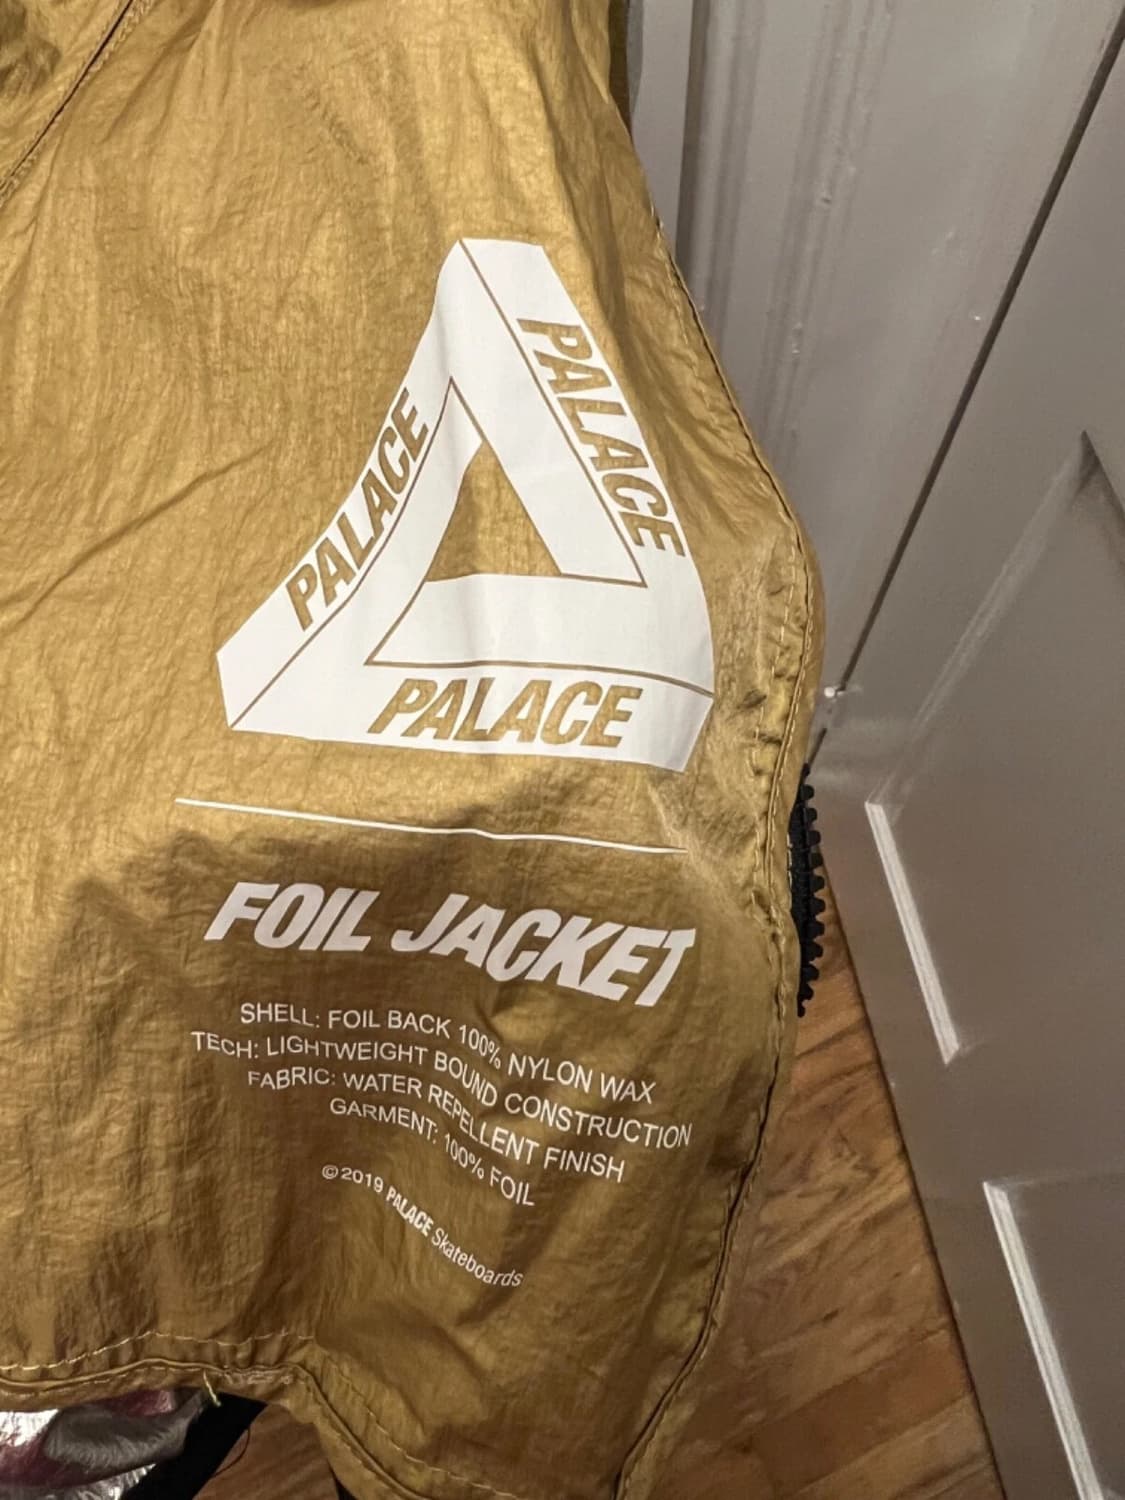 PALACE
PALACE
PALACE
FOIL JACKET
SHELL: FOIL BACK 100% NYLON WAX
TECH: LIGHTWEIGHT BOUND CONSTRUCTION
FABRIC: WATER REPELLENT FINISH
GARMENT: 100% FOIL
©2019 PALACE Skateboards